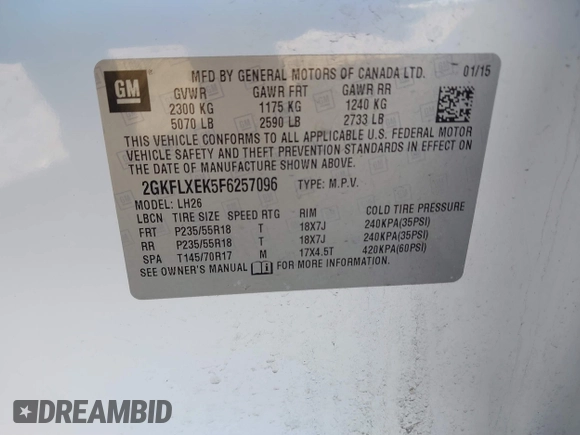 GM
MFD BY GENERAL MOTORS OF CANADA LTD. 01/15
GVWR GAWR FRT GAWR RR
2300 KG 1175 KG 1240 KG
5070 LB 2590 LB 2733 LB
THIS VEHICLE CONFORMS TO ALL APPLICABLE U.S. FEDERAL MOTOR
VEHICLE SAFETY AND THEFT PREVENTION STANDARDS IN EFFECT ON
THE DATE OF MANUFACTURE SHOWN ABOVE.
2GKFLXEK5F6257096 TYPE: M.P.V.
MODEL: LH26
LBCN TIRE SIZE SPEED RTG RIM COLD TIRE PRESSURE
FRT P235/55R18 T 18X7J 240KPA(35PSI)
RR P235/55R18 T 18X7J 240KPA(35PSI)
SPA T145/70R17 M 17X4.5T 420KPA(60PSI)
SEE OWNER'S MANUAL FOR MORE INFORMATION.
DREAMBID